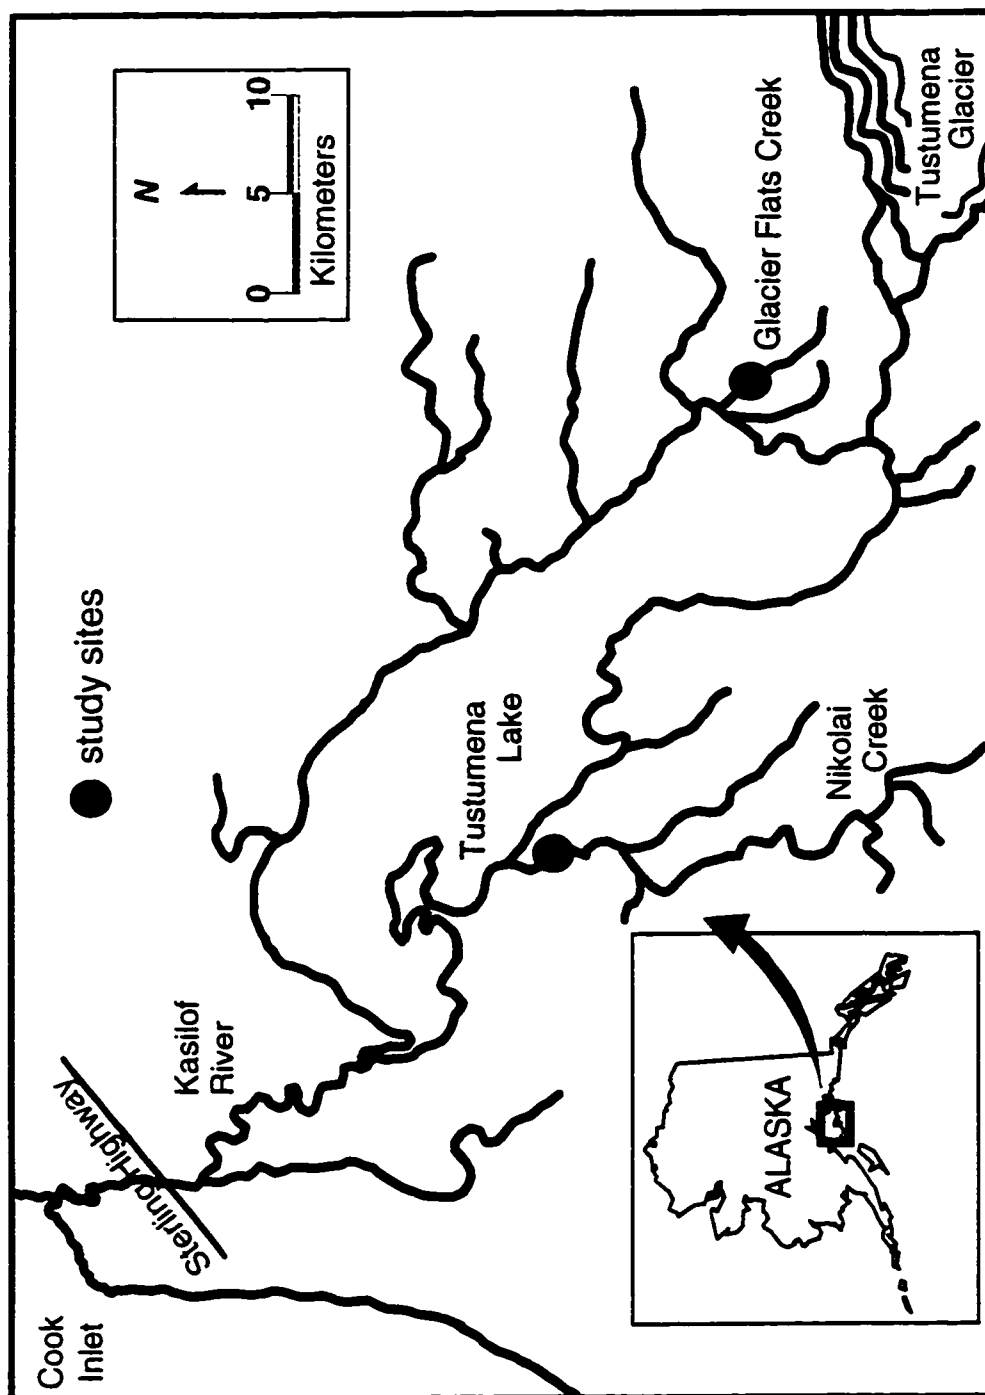 Cook
Inlet
Sterling Highway
Kasilof
River
study sites
N
0 5 10
Kilometers
Tustumena
Lake
Glacier Flats Creek
Nikolai
Creek
Tustumena
Glacier
ALASKA